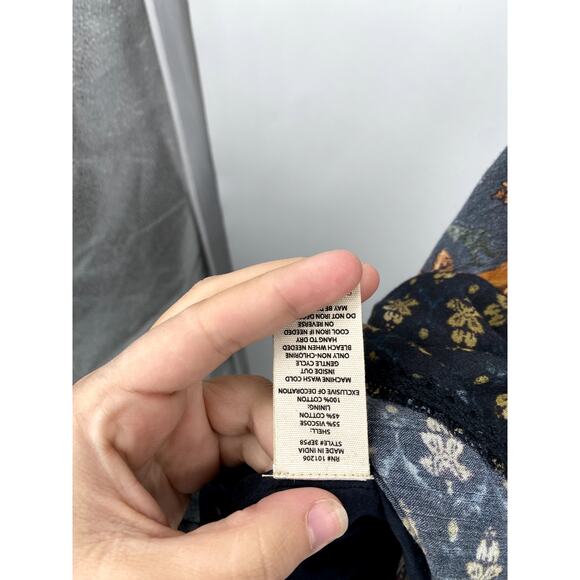 RN# 101206
MADE IN INDIA
STYLE# 3EPS8
SHELL:
55% VISCOSE
45% COTTON
LINING:
100% COTTON
EXCLUSIVE OF DECORATION
MACHINE WASH COLD
INSIDE OUT
GENTLE CYCLE
ONLY NON-CHLORINE
BLEACH WHEN NEEDED
HANG TO DRY
COOL IRON IF NEEDED
ON REVERSE
DO NOT IRON DECO
MAY BE D